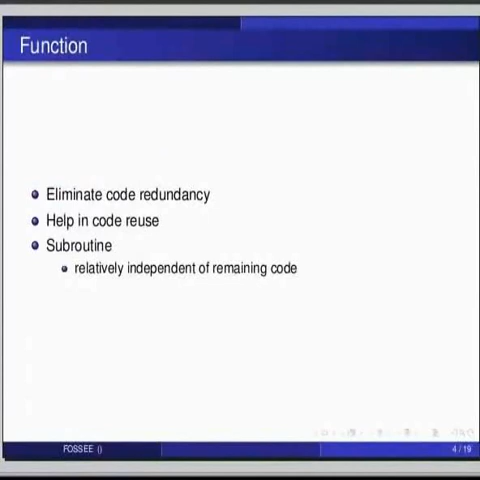 Function
Eliminate code redundancy
Help in code reuse
Subroutine
relatively independent of remaining code
FOSSEE ()
4 / 19